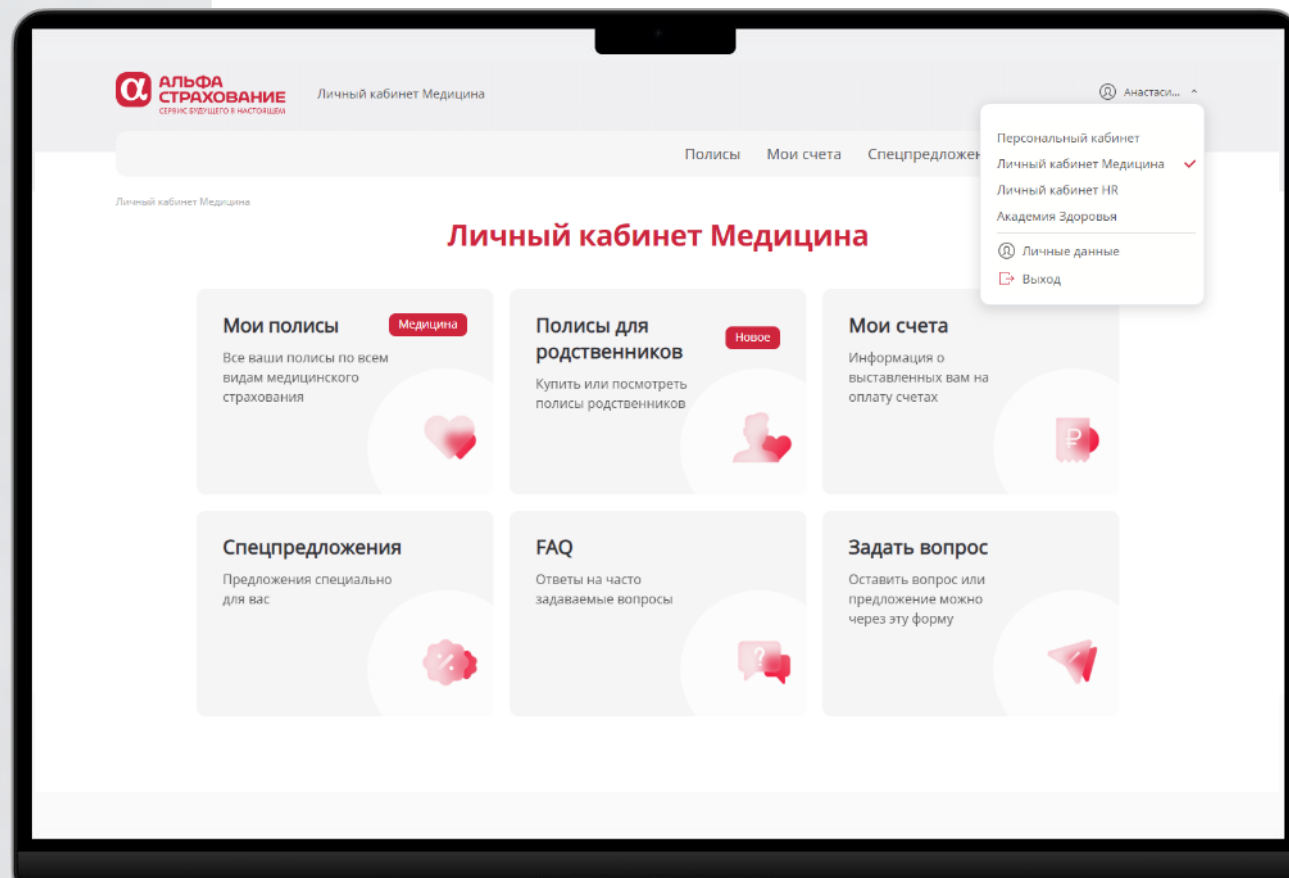 АЛЬФА
СТРАХОВАНИЕ
СЕРВИС БУДУЩЕГО В НАСТОЯЩЕМ
Личный кабинет Медицина
Анастаси...
Персональный кабинет
Личный кабинет Медицина
Личный кабинет HR
Академия Здоровья
Личные данные
Выход
Полисы Мои счета Спецпредложен
Личный кабинет Медицина
Личный кабинет Медицина
Мои полисы
Медицина
Все ваши полисы по всем
видам медицинского
страхования
Полисы для
родственников
Новое
Купить или посмотреть
полисы родственников
Мои счета
Информация о
выставленных вам на
оплату счетах
₽
Спецпредложения
Предложения специально
для вас
%
FAQ
Ответы на часто
задаваемые вопросы
?
Задать вопрос
Оставить вопрос или
предложение можно
через эту форму